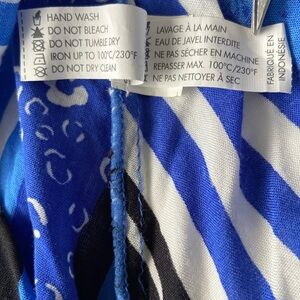 HAND WASH
DO NOT BLEACH
DO NOT TUMBLE DRY
IRON UP TO 100°C/230°F
DO NOT DRY CLEAN
LAVAGE À LA MAIN
EAU DE JAVEL INTERDITE
NE PAS SÉCHER EN MACHINE
REPASSER MAX. 100°C/230°F
NE PAS NETTOYER À SEC
FABRIQUÉ EN
INDONÉSIE